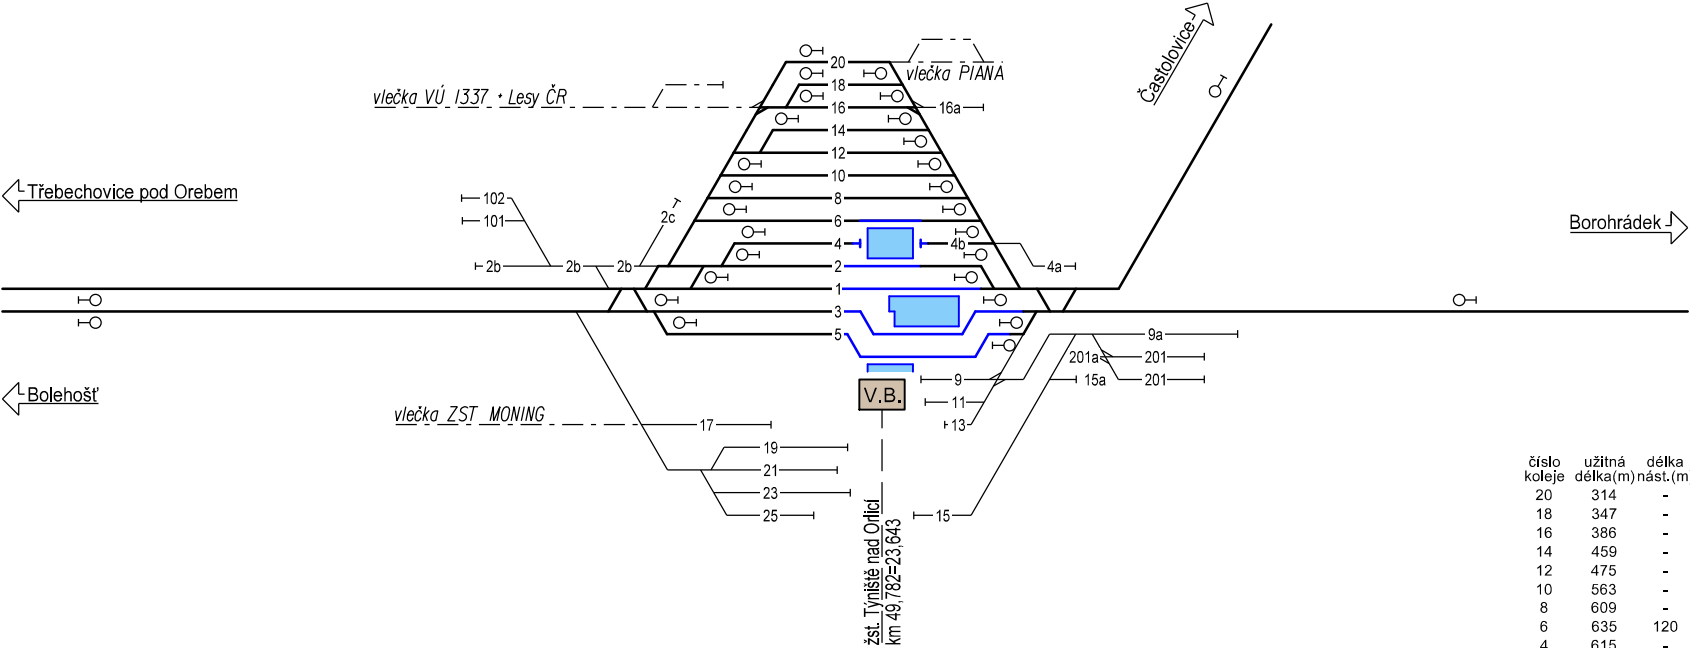 Častolovice
20
vlečka PIANA
18
vlečka VÚ 1337 + Lesy ČR
16
16a
14
12
10
Třebechovice pod Orebem
102
8
2c
101
6
Borohrádek
4
4b
2b
2b
2b
2
4a
1
3
5
9a
201a
201
9
15a
201
Bolehošť
V.B.
11
vlečka ZST MONING
17
13
19
21
23
25
15
žst. Týniště nad Orlicí
km 49,782=23,643
číslo užitná délka
koleje délka(m) nást.(m
20 314 -
18 347 -
16 386 -
14 459 -
12 475 -
10 563 -
8 609 -
6 635 120
4 615 -